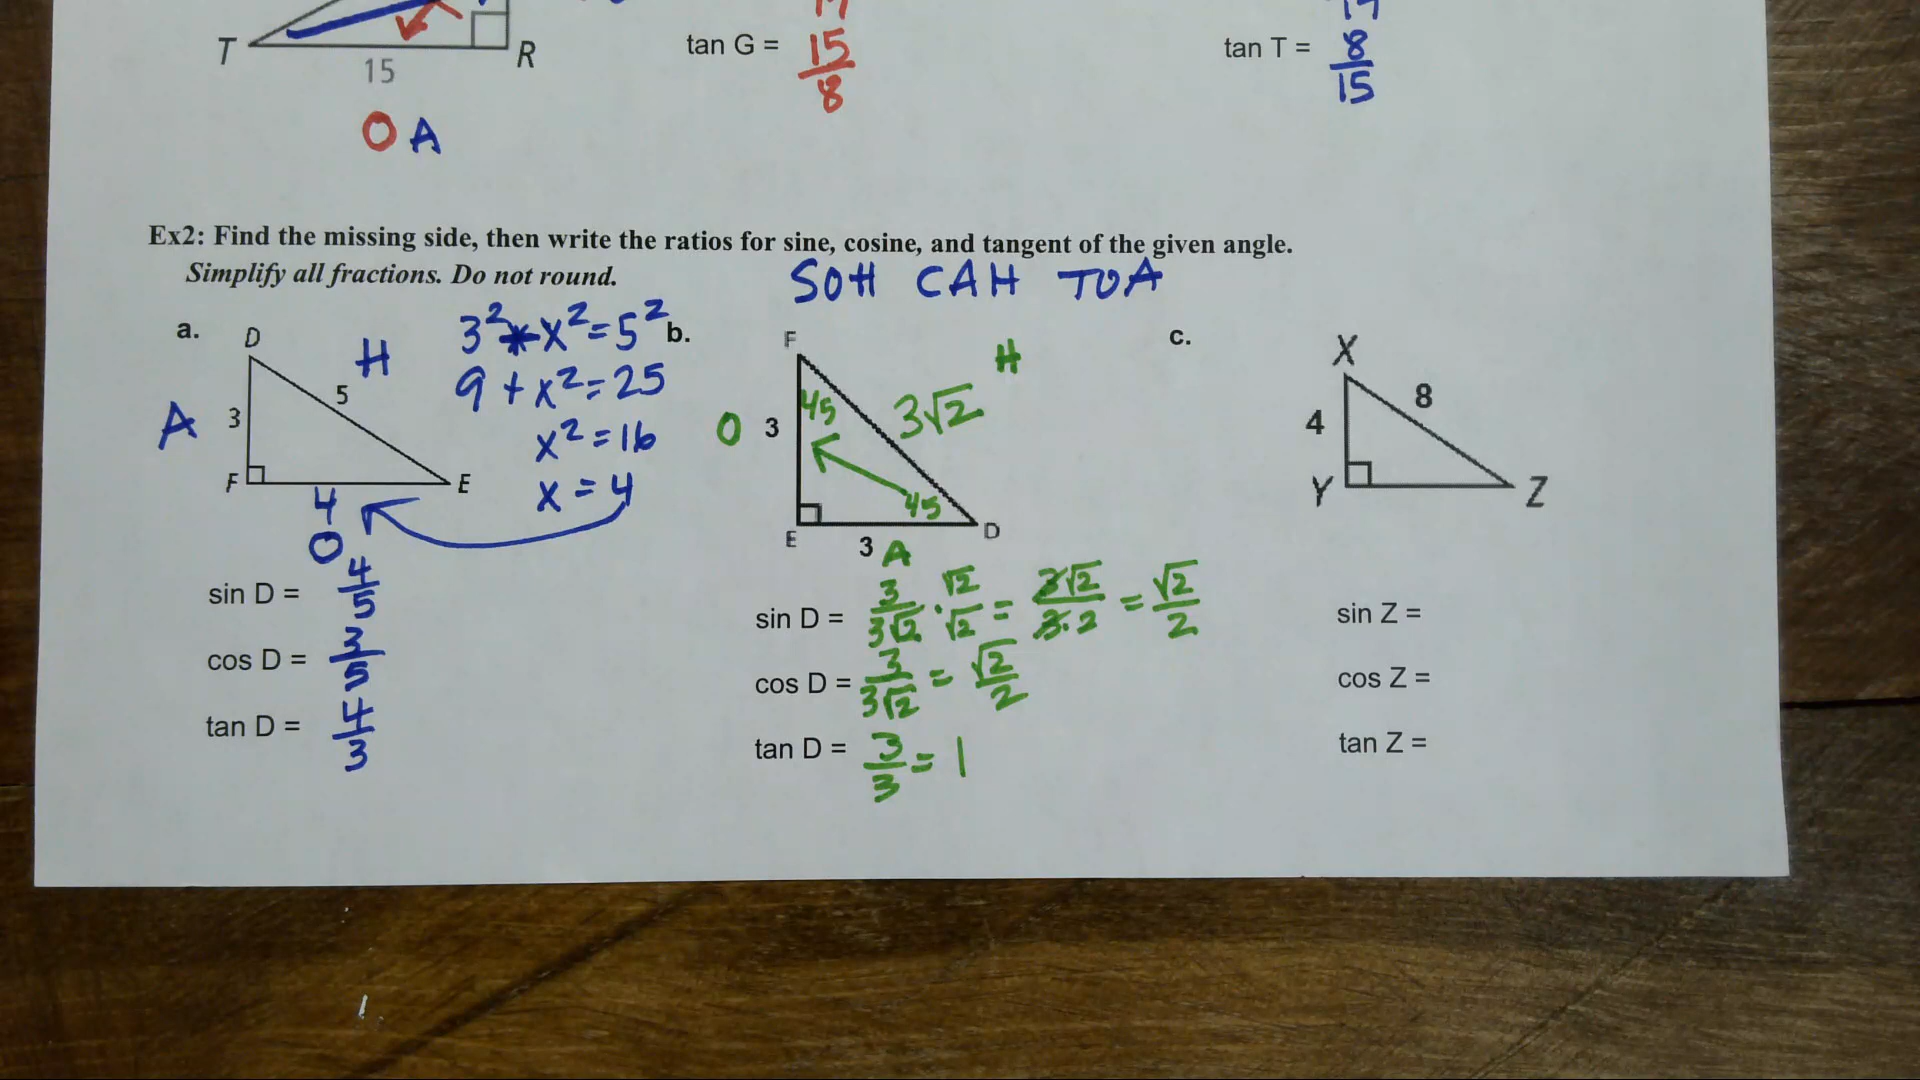 T
R
15
O A
tan G = 15/8
tan T = 8/15
Ex2: Find the missing side, then write the ratios for sine, cosine, and tangent of the given angle.
Simplify all fractions. Do not round.
SOH CAH TOA
a.
D
H
5
A
3
F
E
4
O
3² + x² = 5²
9 + x² = 25
x² = 16
x = 4
sin D = 4/5
cos D = 3/5
tan D = 4/3
b.
F
H
45
O
3
3√2
45
E
D
3
A
sin D = 3/3√2 · √2/√2 = 3√2/3·2 = √2/2
cos D = 3/3√2 = √2/2
tan D = 3/3 = 1
c.
X
8
4
Y
Z
sin Z =
cos Z =
tan Z =